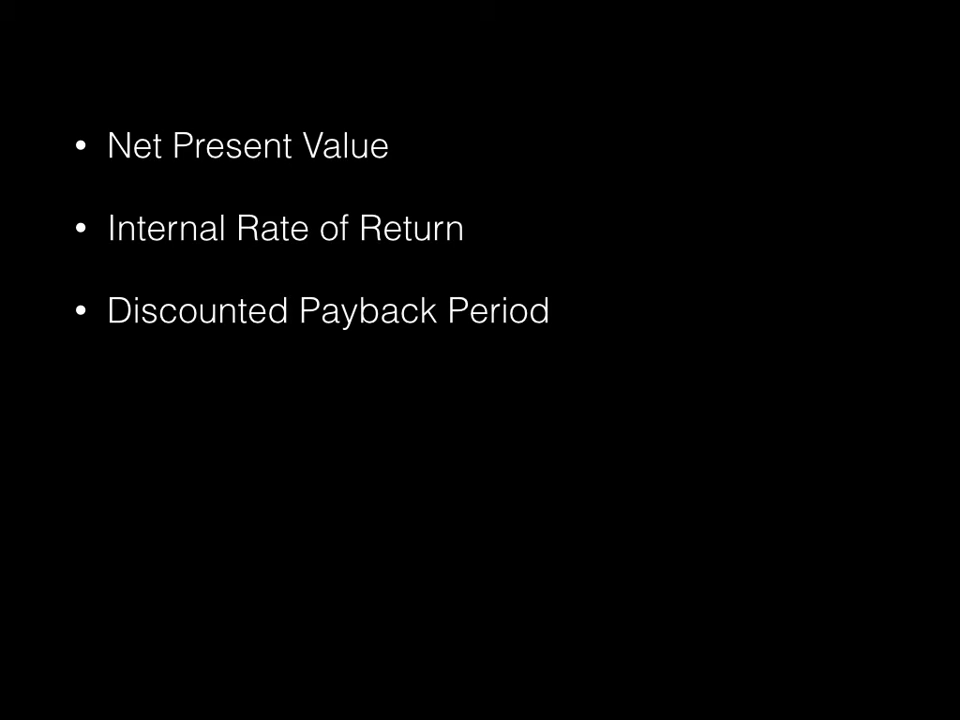 • Net Present Value
• Internal Rate of Return
• Discounted Payback Period